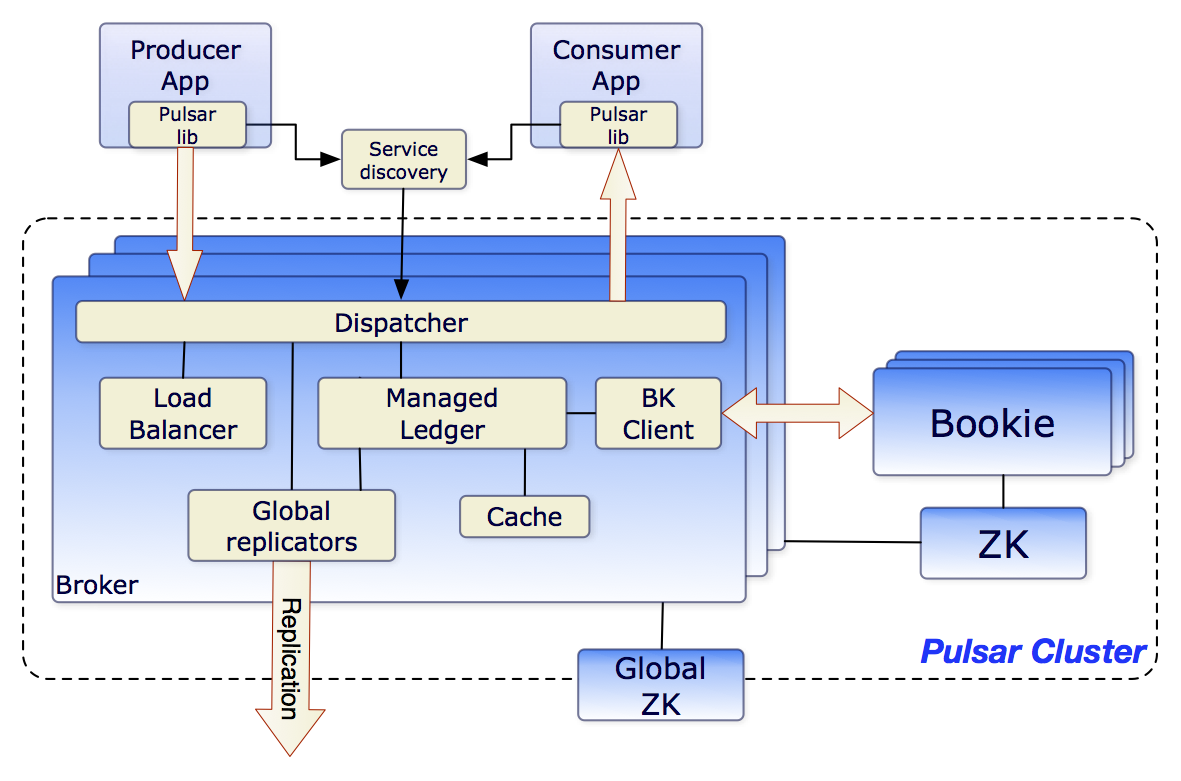 Producer
App
Pulsar
lib
Consumer
App
Pulsar
lib
Service
discovery
Dispatcher
Load
Balancer
Managed
Ledger
BK
Client
Bookie
Global
replicators
Cache
ZK
Broker
Replication
Pulsar Cluster
Global
ZK